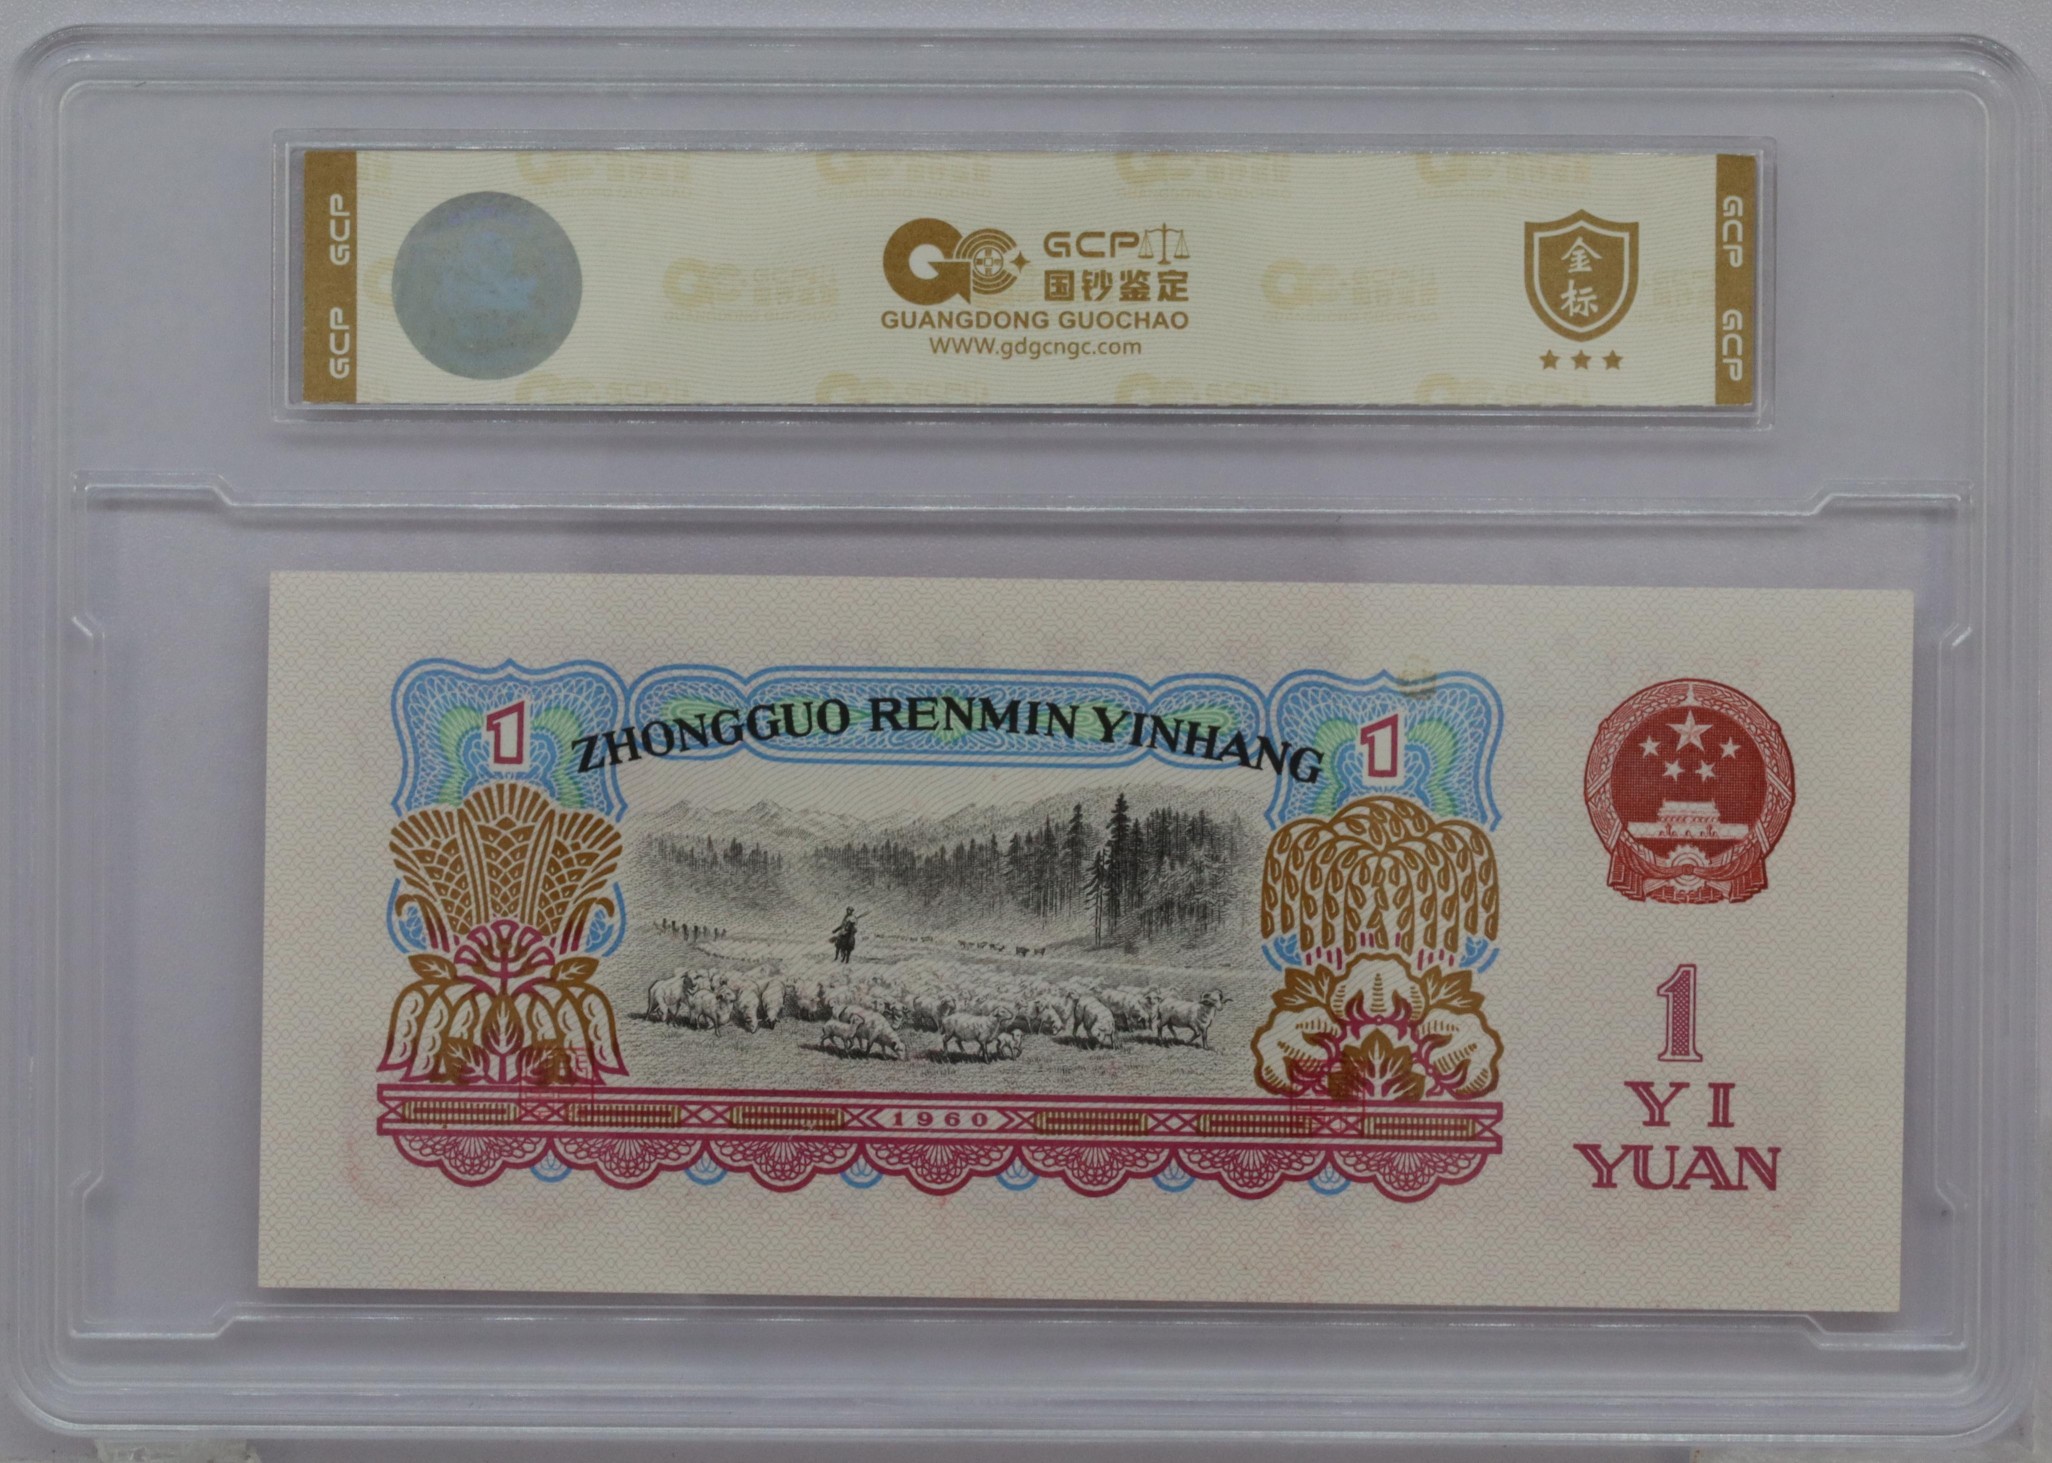 GCP GCP
GCP
国钞鉴定
GUANGDONG GUOCHAO
WWW.gdgcngc.com
金
标
GCP GCP
ZHONGGUO RENMIN YINHANG
1
1
1960
1
YI
YUAN